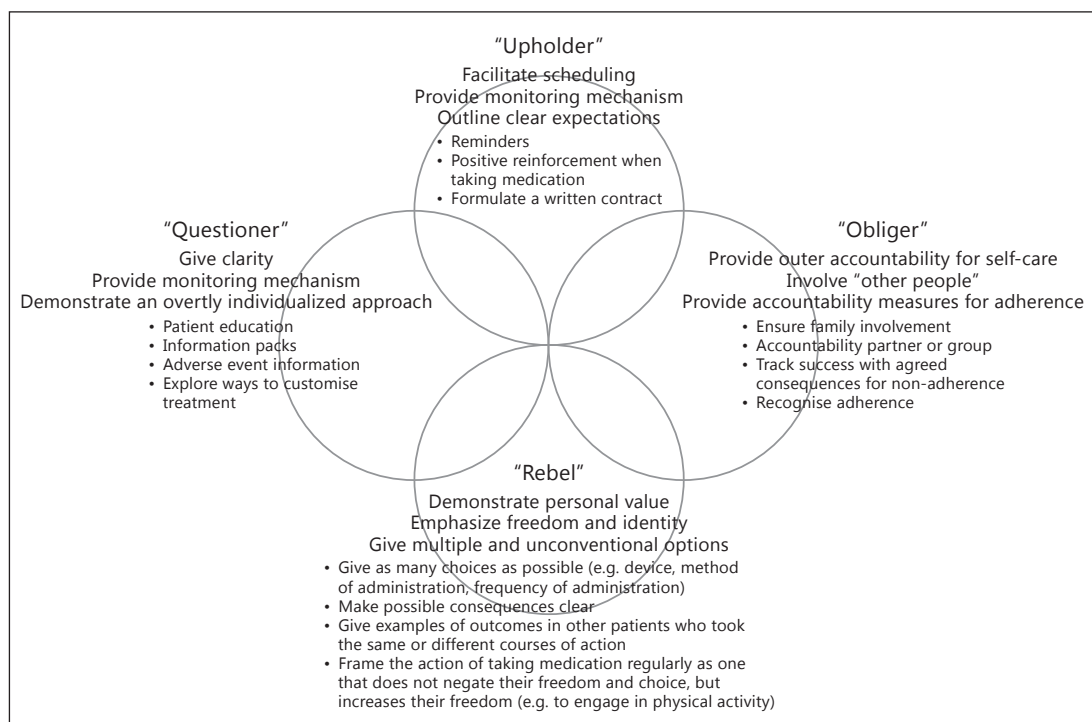 “Upholder”
Facilitate scheduling
Provide monitoring mechanism
Outline clear expectations
• Reminders
• Positive reinforcement when
taking medication
• Formulate a written contract
“Questioner”
Give clarity
Provide monitoring mechanism
Demonstrate an overtly individualized approach
• Patient education
• Information packs
• Adverse event information
• Explore ways to customise
treatment
“Obliger”
Provide outer accountability for self-care
Involve “other people”
Provide accountability measures for adherence
• Ensure family involvement
• Accountability partner or group
• Track success with agreed
consequences for non-adherence
• Recognise adherence
“Rebel”
Demonstrate personal value
Emphasize freedom and identity
Give multiple and unconventional options
• Give as many choices as possible (e.g. device, method
of administration, frequency of administration)
• Make possible consequences clear
• Give examples of outcomes in other patients who took
the same or different courses of action
• Frame the action of taking medication regularly as one
that does not negate their freedom and choice, but
increases their freedom (e.g. to engage in physical activity)